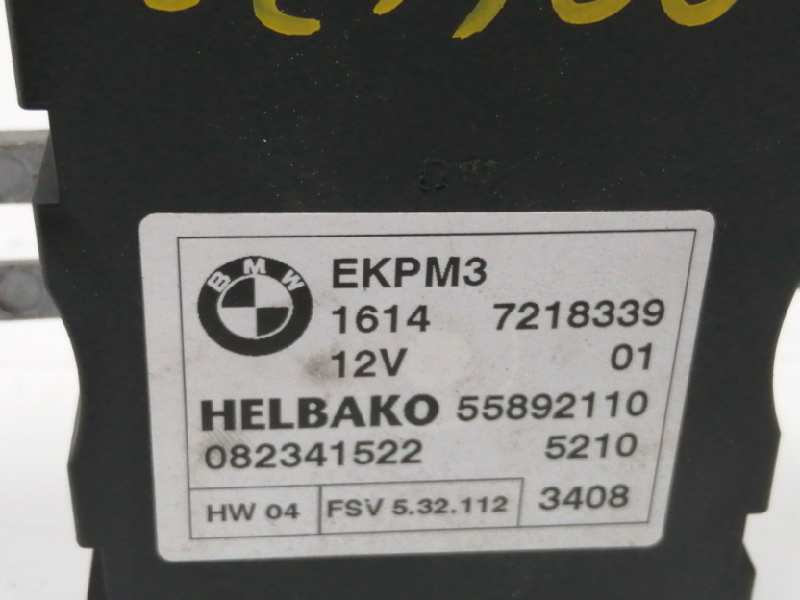 BMW
EKPM3
1614 7218339
12V 01
HELBAKO 55892110
082341522 5210
HW 04 FSV 5.32.112 3408